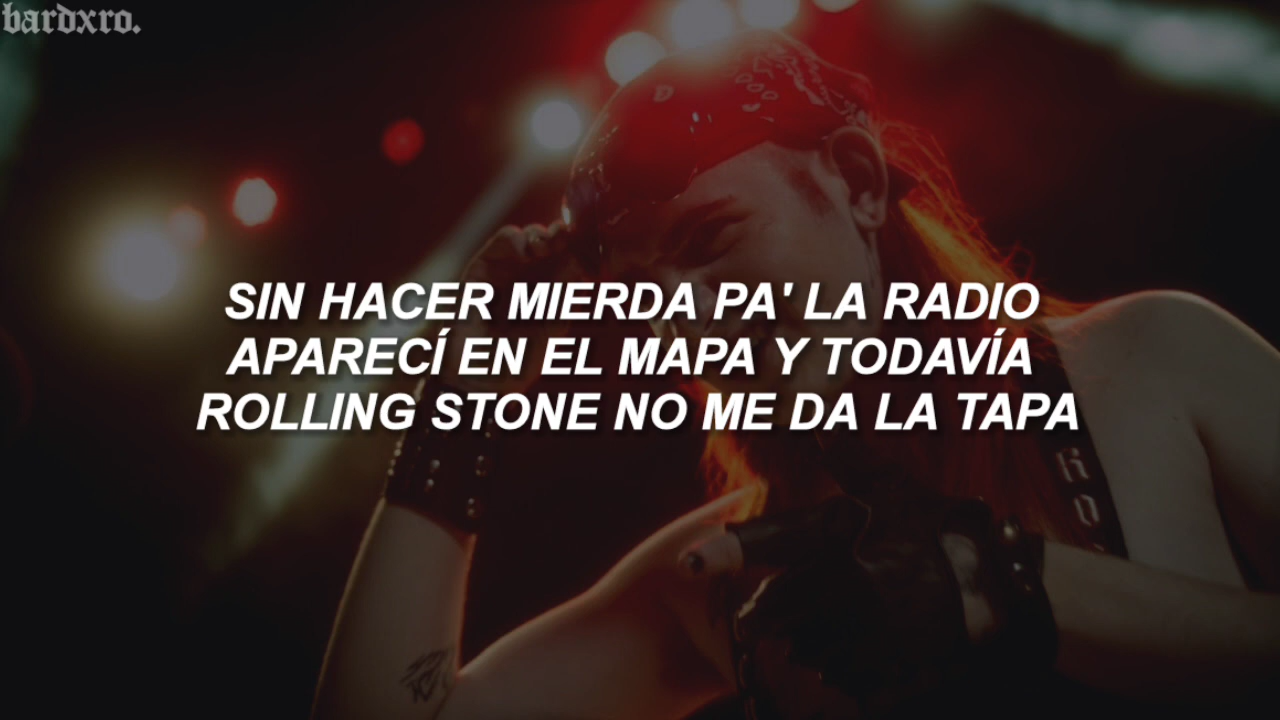 bardxro.
SIN HACER MIERDA PA' LA RADIO
APARECÍ EN EL MAPA Y TODAVÍA
ROLLING STONE NO ME DA LA TAPA